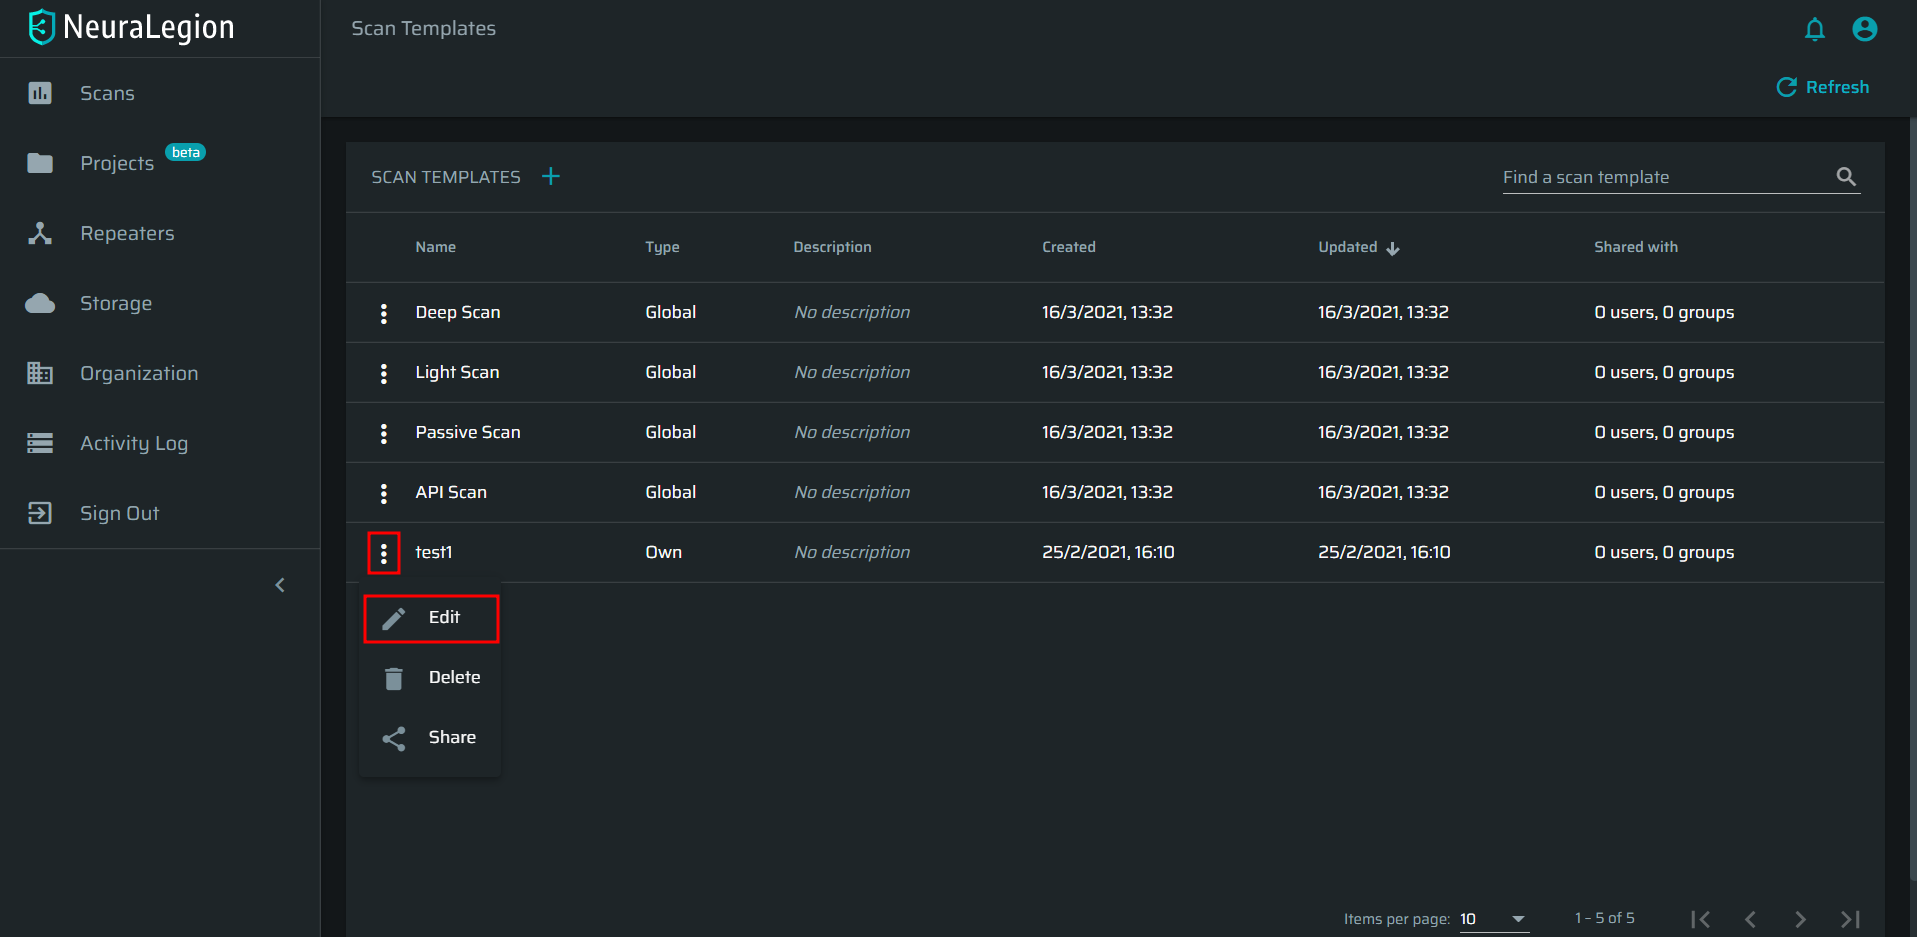 NeuraLegion
Scans
Projects beta
Repeaters
Storage
Organization
Activity Log
Sign Out
Scan Templates
Refresh
SCAN TEMPLATES
Find a scan template
Name Type Description Created Updated Shared with
Deep Scan Global No description 16/3/2021, 13:32 16/3/2021, 13:32 0 users, 0 groups
Light Scan Global No description 16/3/2021, 13:32 16/3/2021, 13:32 0 users, 0 groups
Passive Scan Global No description 16/3/2021, 13:32 16/3/2021, 13:32 0 users, 0 groups
API Scan Global No description 16/3/2021, 13:32 16/3/2021, 13:32 0 users, 0 groups
test1 Own No description 25/2/2021, 16:10 25/2/2021, 16:10 0 users, 0 groups
Edit
Delete
Share
Items per page: 10 1 – 5 of 5